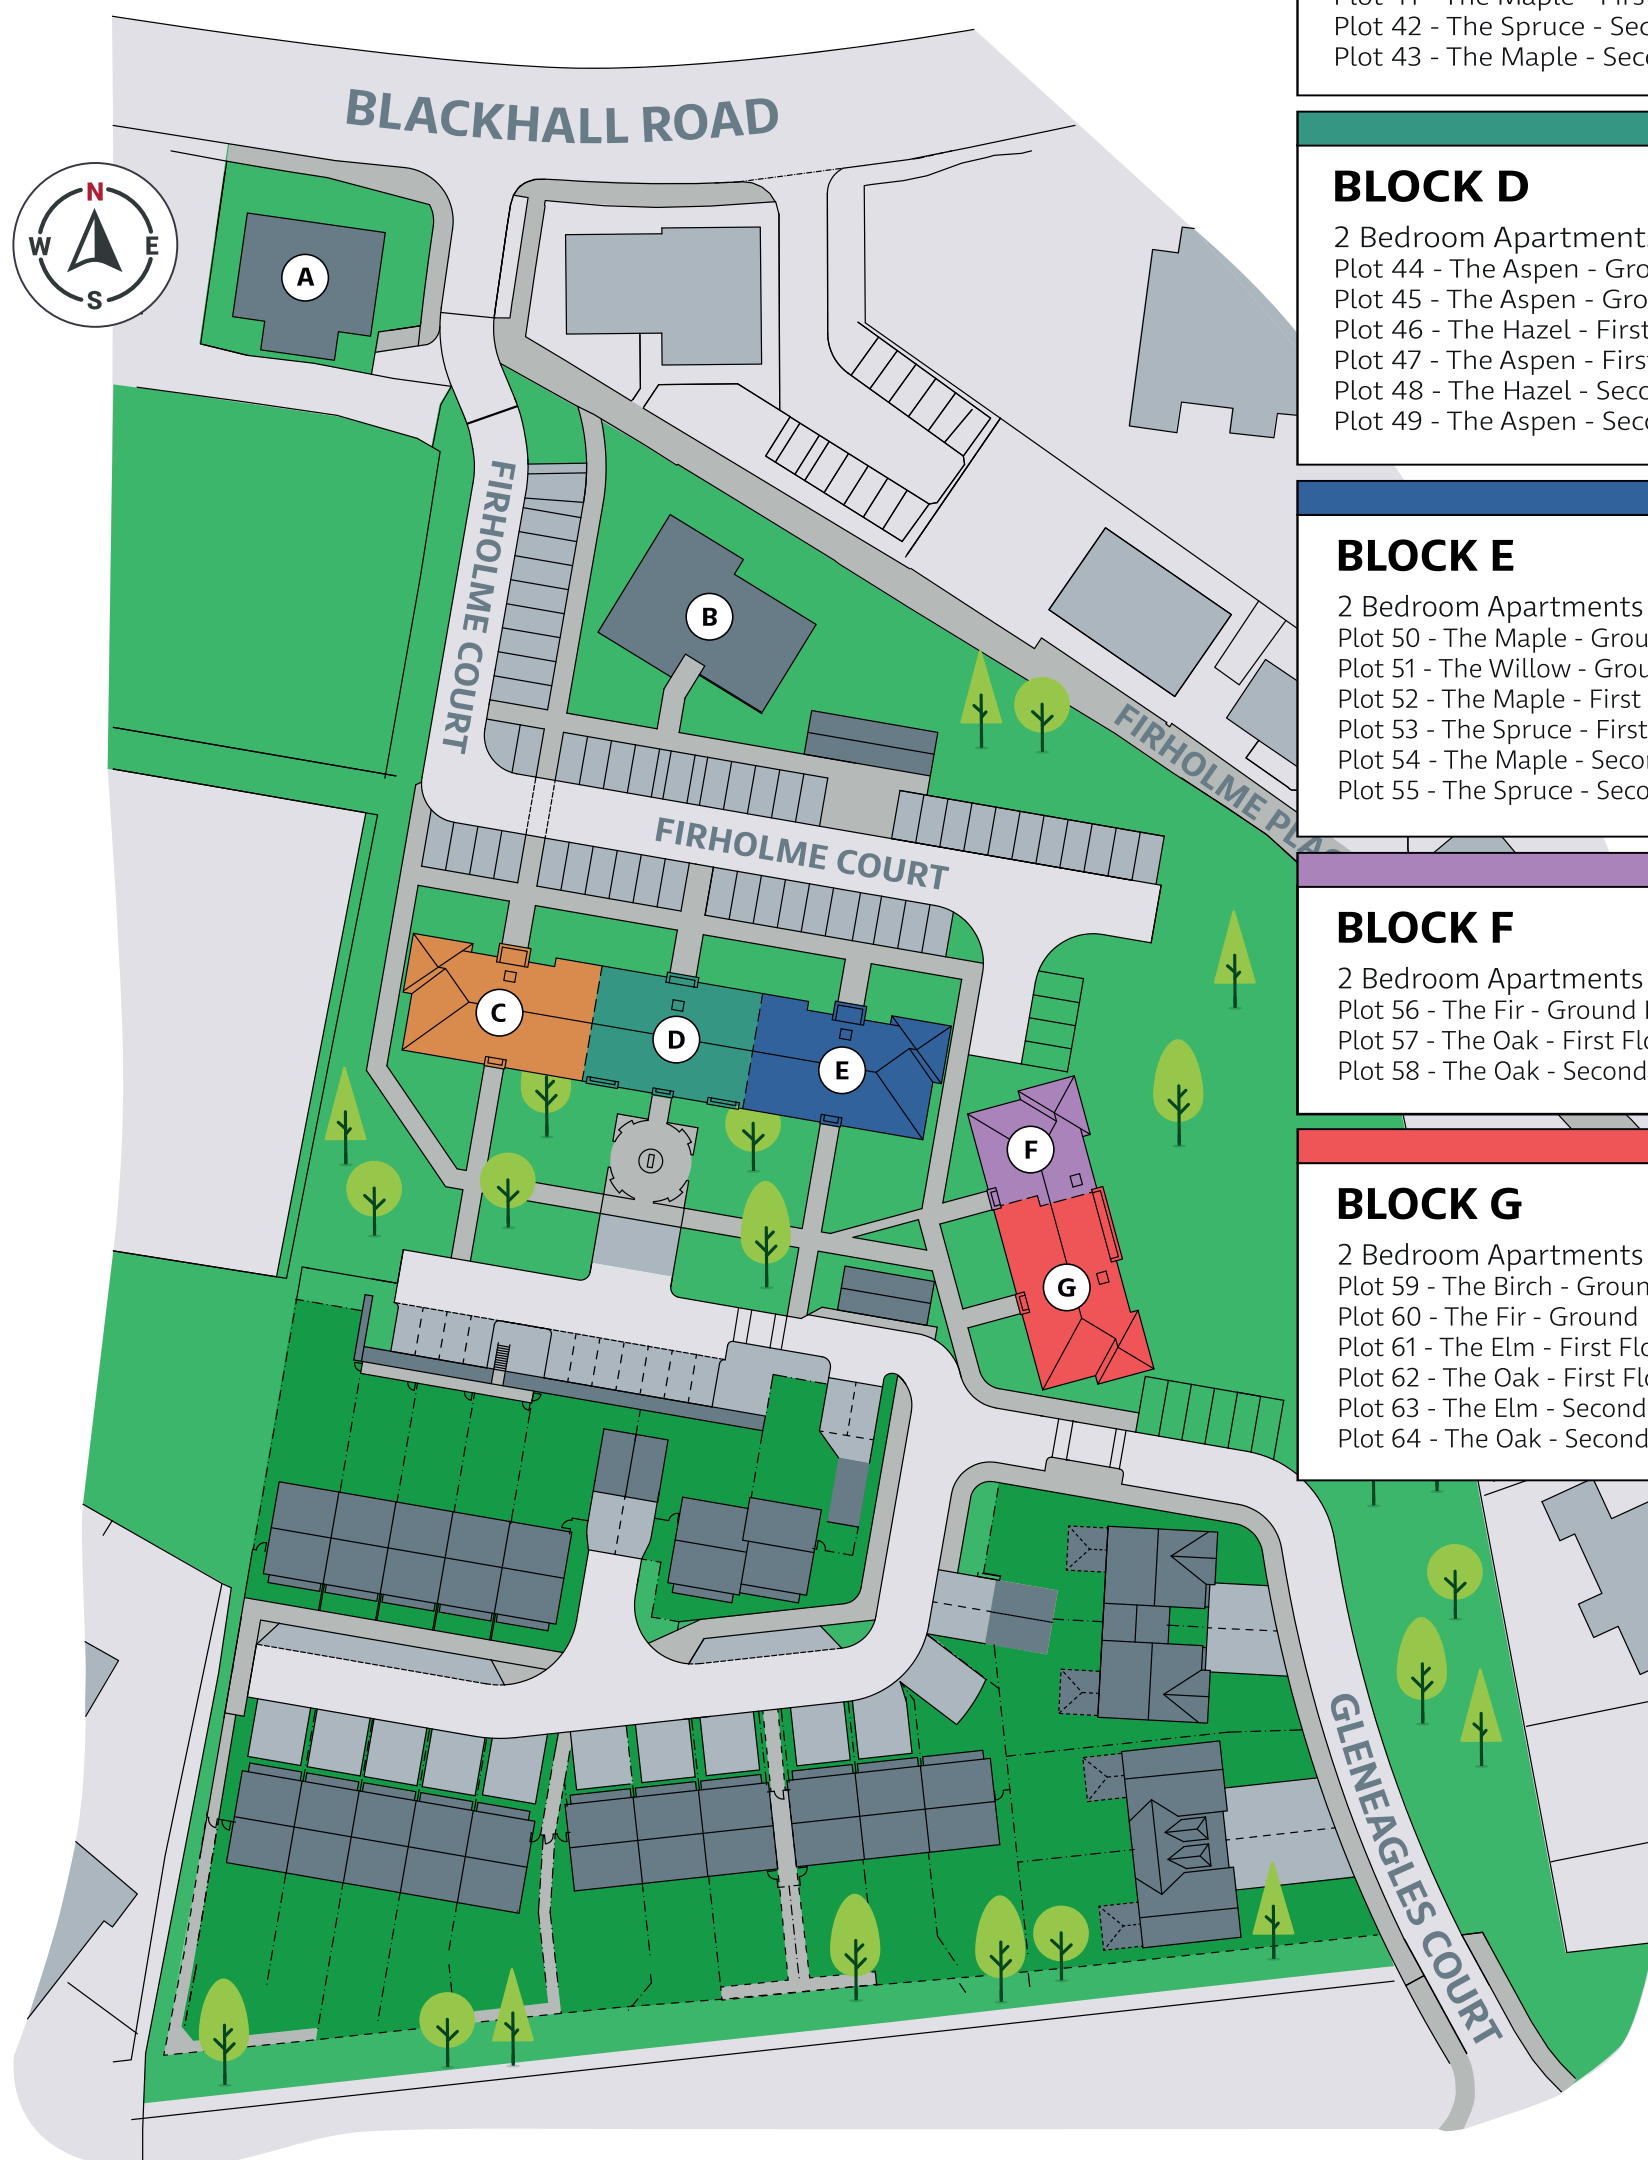 Plot 42 - The Spruce - Sec
Plot 43 - The Maple - Seco
BLACKHALL ROAD
N
W E
S
A
BLOCK D
2 Bedroom Apartment
Plot 44 - The Aspen - Gro
Plot 45 - The Aspen - Gro
Plot 46 - The Hazel - First
Plot 47 - The Aspen - Firs
Plot 48 - The Hazel - Seco
Plot 49 - The Aspen - Seco
FIRHOLME COURT
B
BLOCK E
2 Bedroom Apartments
Plot 50 - The Maple - Grou
Plot 51 - The Willow - Grou
Plot 52 - The Maple - First
Plot 53 - The Spruce - First
Plot 54 - The Maple - Seco
Plot 55 - The Spruce - Seco
FIRHOLME PLAC
FIRHOLME COURT
C
D
E
F
G
BLOCK F
2 Bedroom Apartments
Plot 56 - The Fir - Ground
Plot 57 - The Oak - First Flo
Plot 58 - The Oak - Second
BLOCK G
2 Bedroom Apartments
Plot 59 - The Birch - Groun
Plot 60 - The Fir - Ground
Plot 61 - The Elm - First Flo
Plot 62 - The Oak - First Flo
Plot 63 - The Elm - Second
Plot 64 - The Oak - Second
GLENEAGLES COURT